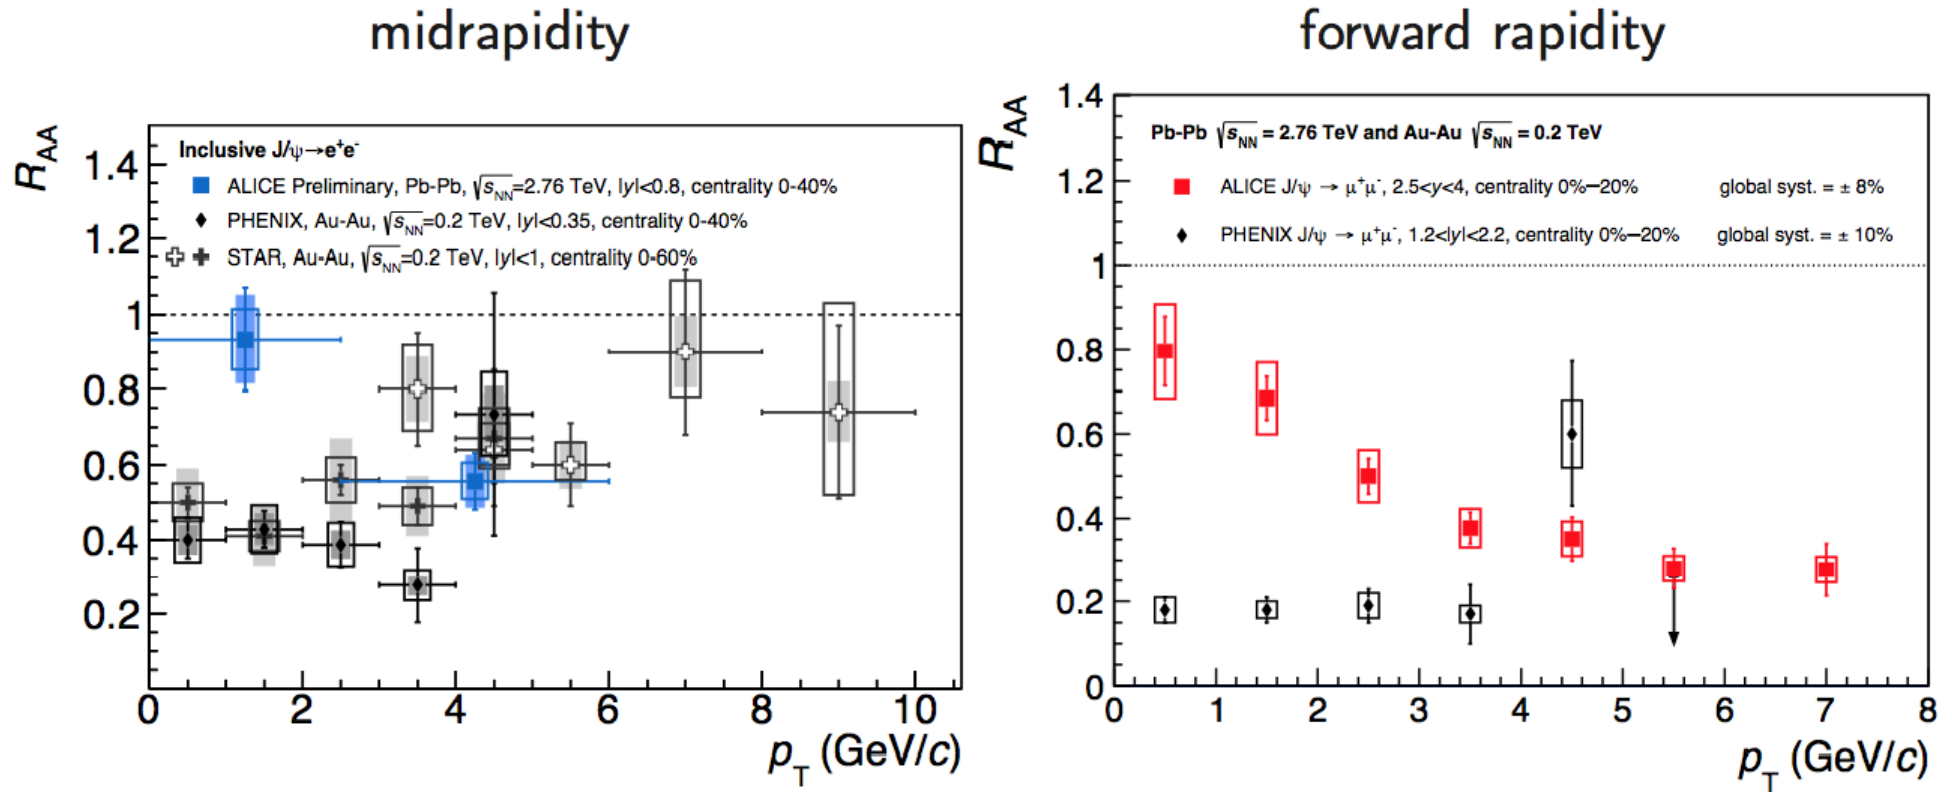 midrapidity
forward rapidity
R_AA
Inclusive J/ψ→e⁺e⁻
ALICE Preliminary, Pb-Pb, √s_NN=2.76 TeV, |y|<0.8, centrality 0-40%
PHENIX, Au-Au, √s_NN=0.2 TeV, |y|<0.35, centrality 0-40%
STAR, Au-Au, √s_NN=0.2 TeV, |y|<1, centrality 0-60%
1.4
1.2
1
0.8
0.6
0.4
0.2
0 2 4 6 8 10
p_T (GeV/c)
R_AA
Pb-Pb √s_NN = 2.76 TeV and Au-Au √s_NN = 0.2 TeV
ALICE J/ψ → μ⁺μ⁻, 2.5<y<4, centrality 0%–20% global syst. = ± 8%
PHENIX J/ψ → μ⁺μ⁻, 1.2<|y|<2.2, centrality 0%–20% global syst. = ± 10%
1.4
1.2
1
0.8
0.6
0.4
0.2
0
0 1 2 3 4 5 6 7 8
p_T (GeV/c)